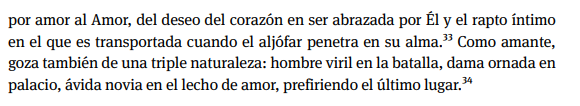 por amor al Amor, del deseo del corazón en ser abrazada por Él y el rapto íntimo
en el que es transportada cuando el aljófar penetra en su alma.³³ Como amante,
goza también de una triple naturaleza: hombre viril en la batalla, dama ornada en
palacio, ávida novia en el lecho de amor, prefiriendo el último lugar.³⁴